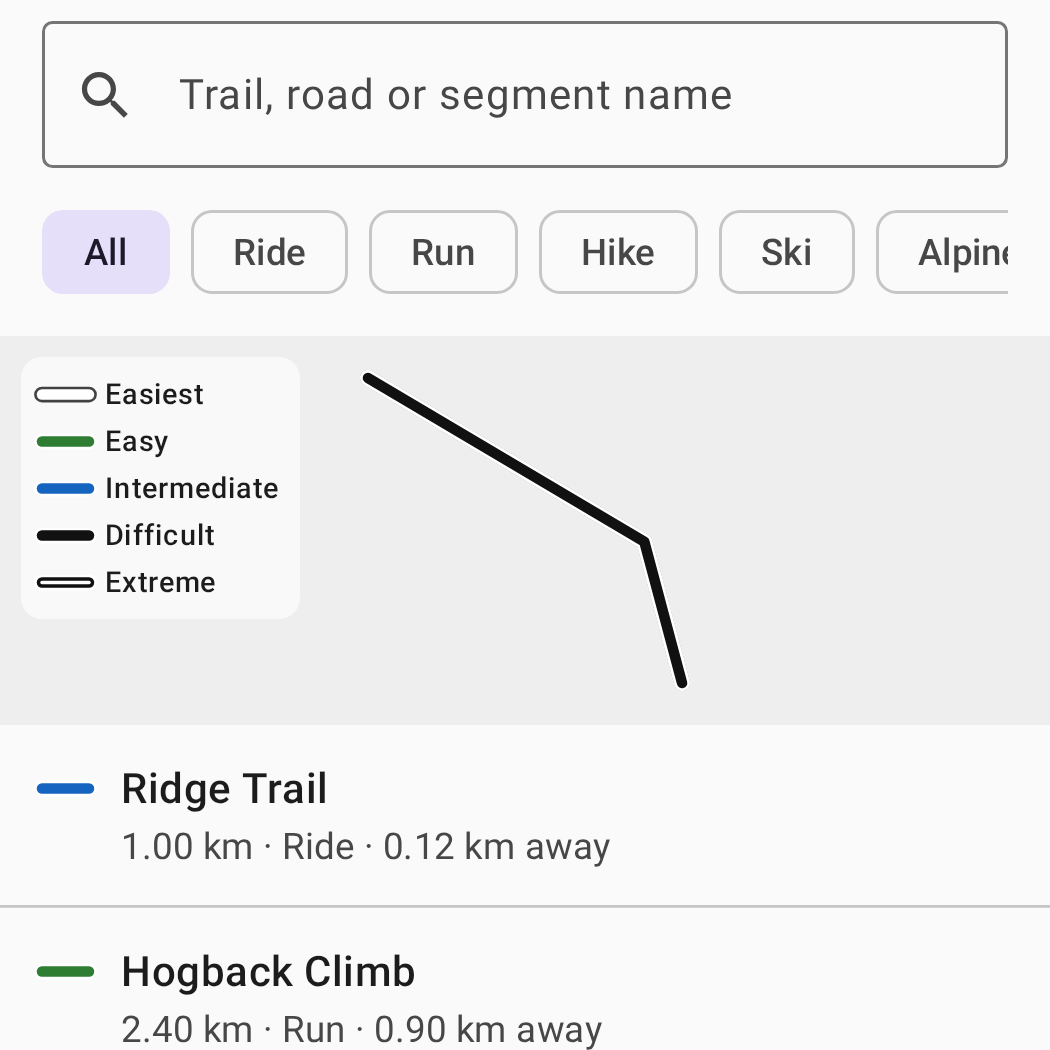 Trail, road or segment name
All Ride Run Hike Ski Alpine
Easiest
Easy
Intermediate
Difficult
Extreme
Ridge Trail
1.00 km · Ride · 0.12 km away
Hogback Climb
2.40 km · Run · 0.90 km away